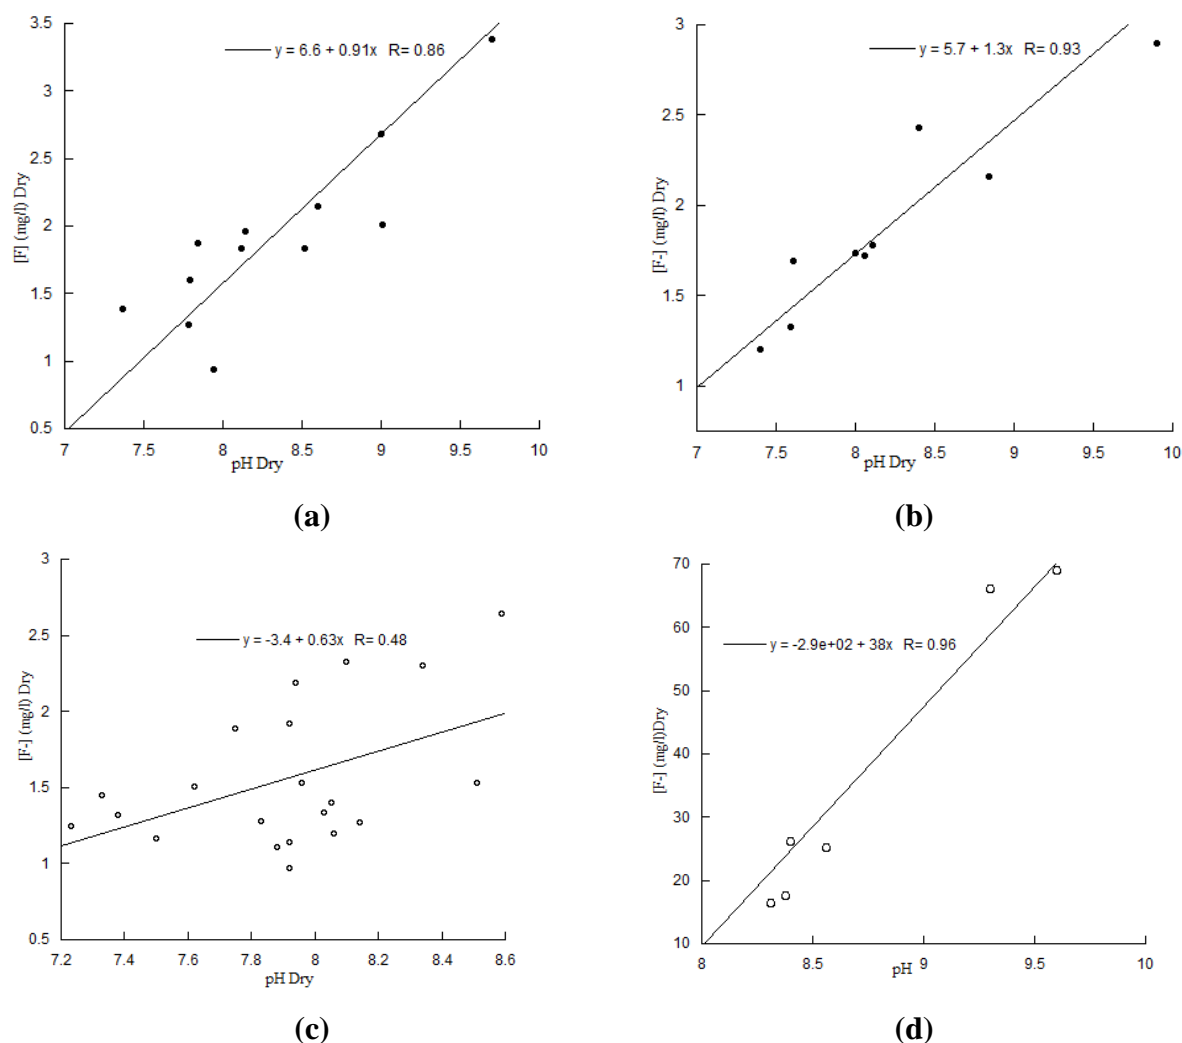 3.5
3
2.5
2
1.5
1
0.5
[F] (mg/l) Dry
y = 6.6 + 0.91x R= 0.86
7 7.5 8 8.5 9 9.5 10
pH Dry
(a)
3
2.5
2
1.5
1
[F-] (mg/l) Dry
y = 5.7 + 1.3x R= 0.93
7 7.5 8 8.5 9 9.5 10
pH Dry
(b)
3
2.5
2
1.5
1
0.5
[F-] (mg/l) Dry
y = -3.4 + 0.63x R= 0.48
7.2 7.4 7.6 7.8 8 8.2 8.4 8.6
pH Dry
(c)
70
60
50
40
30
20
10
[F-] (mg/l)Dry
y = -2.9e+02 + 38x R= 0.96
8 8.5 9 9.5 10
pH
(d)